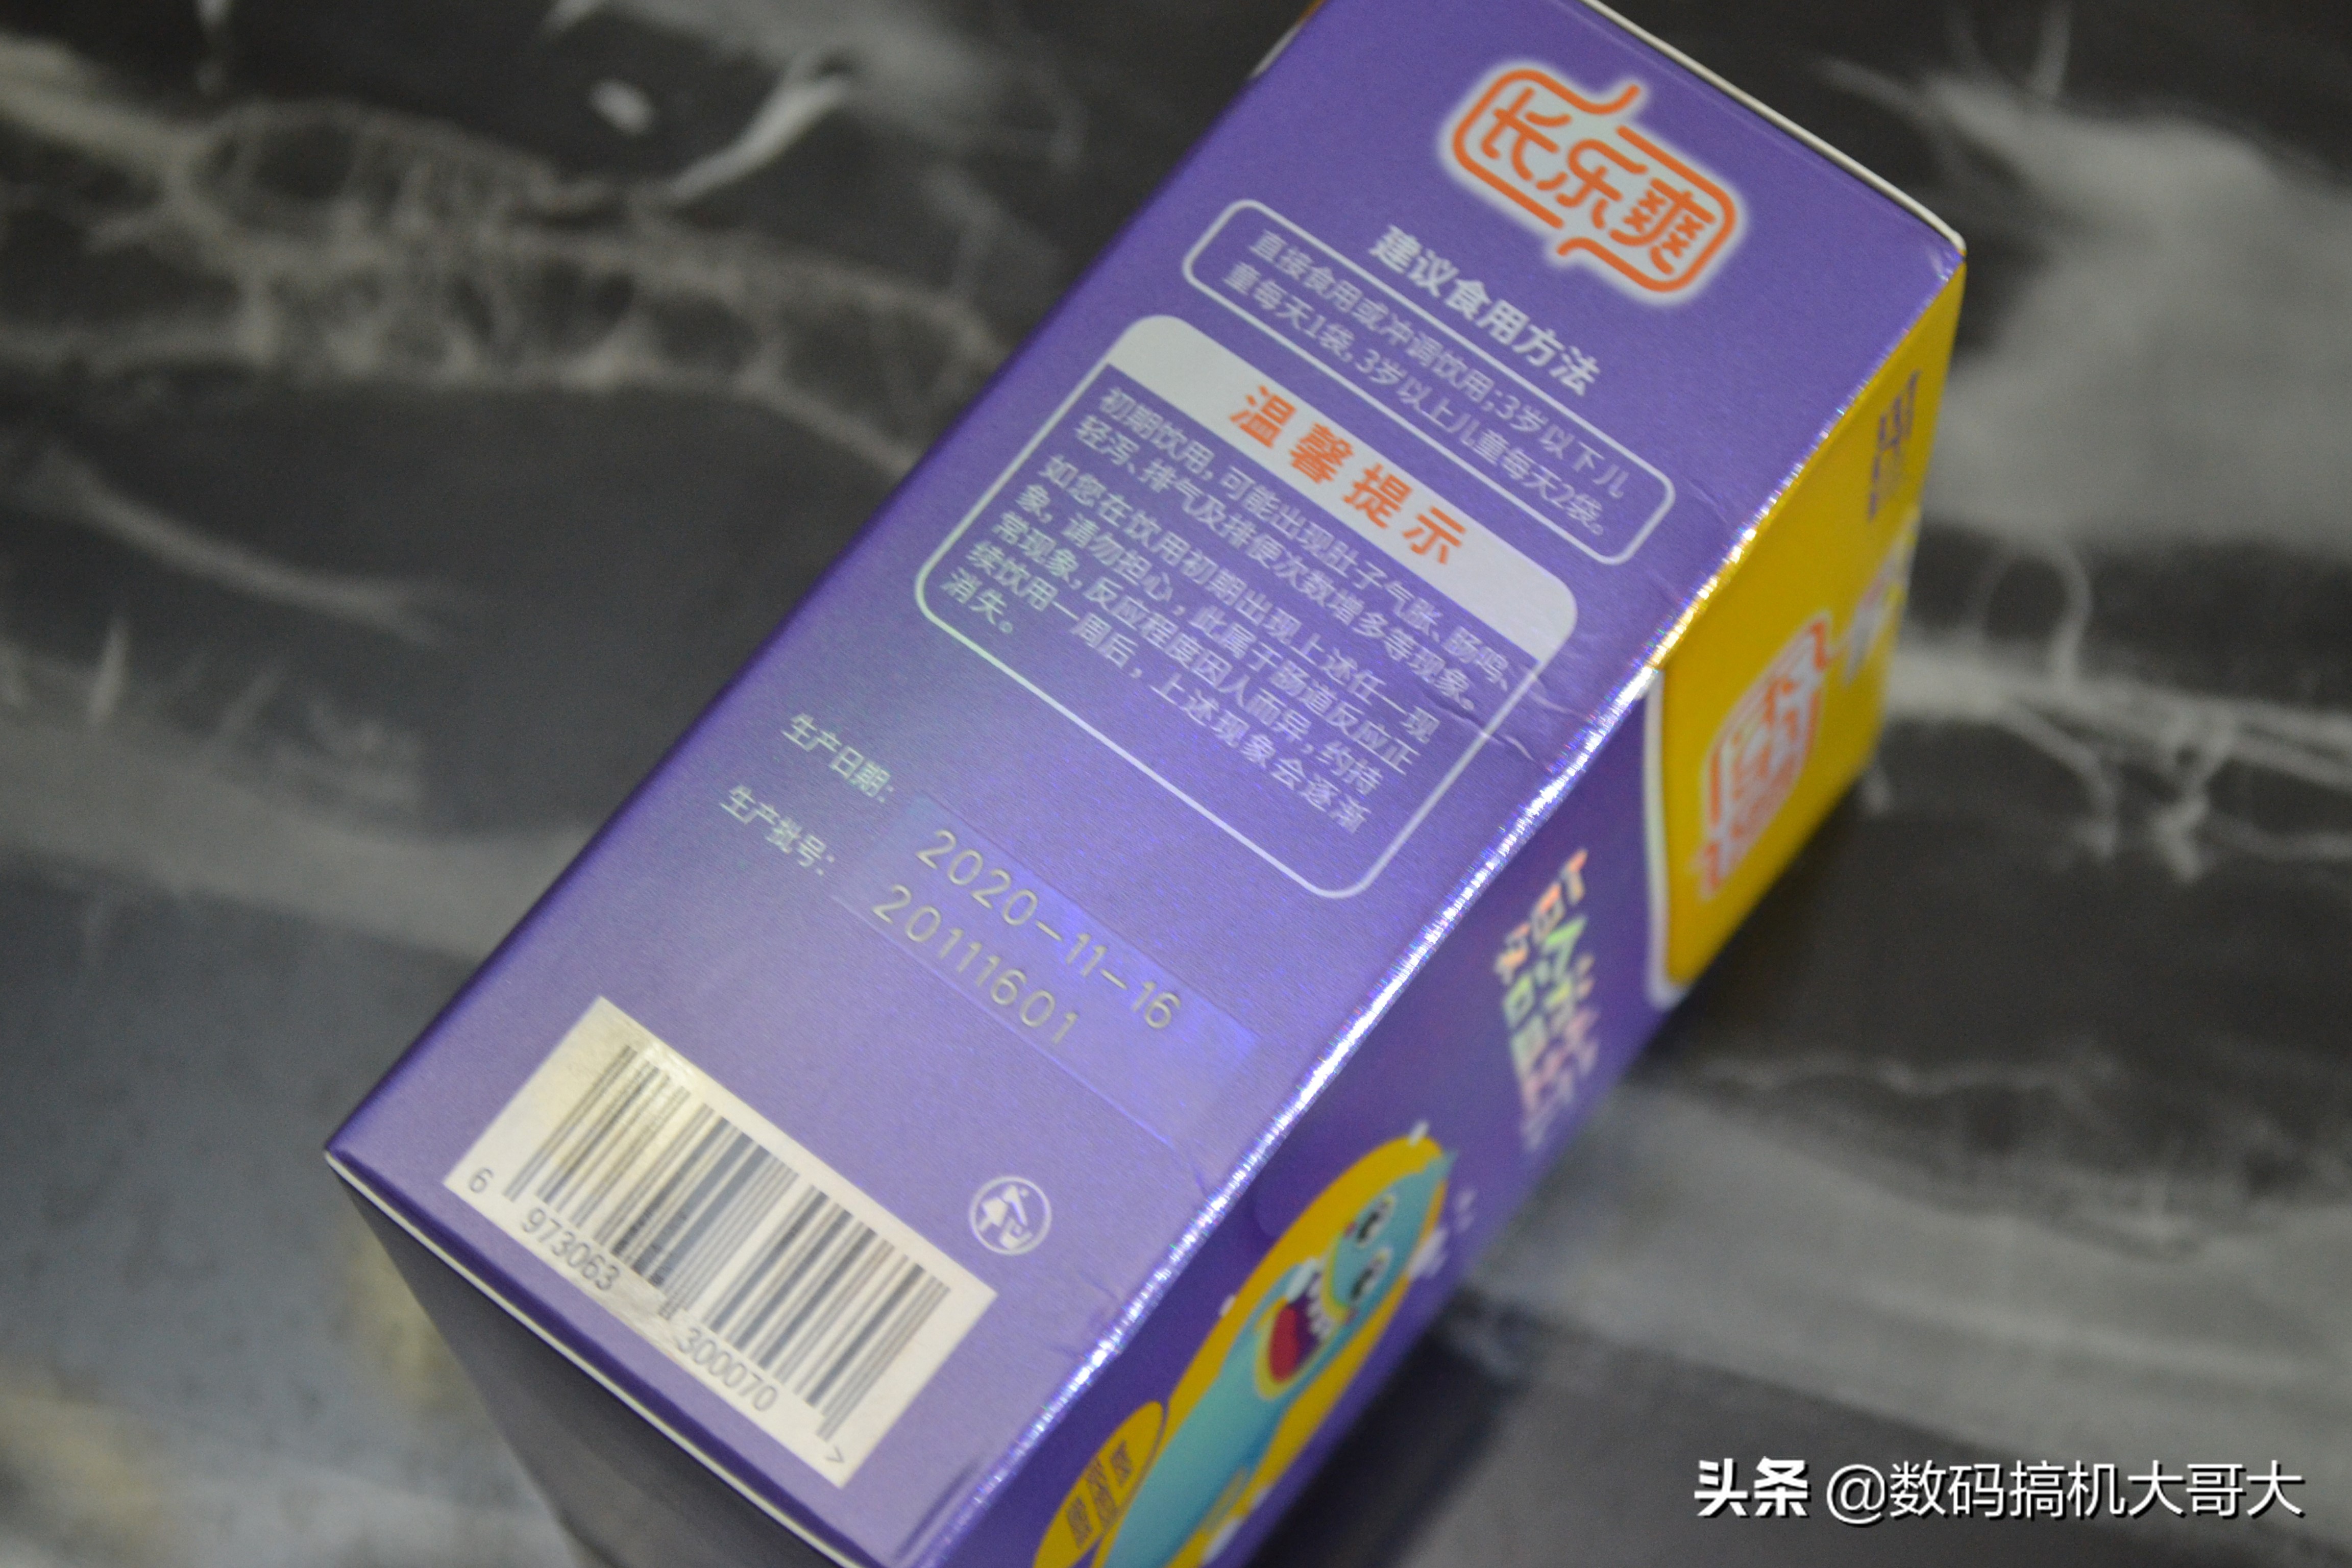 长乐爽
建议食用方法
直接食用或冲调饮用;3岁以下儿
童每天1袋,3岁以上儿童每天2袋。
温馨提示
初期饮用,可能出现肚子气胀、肠鸣、
轻泻、排气及排便次数增多等现象。
如您在饮用初期出现上述任一现
象,请勿担心,此属于肠道反应正
常现象,反应程度因人而异,约持
续饮用一周后,上述现象会逐渐
消失。
生产日期:
2020-11-16
生产批号:
20111601
6 973063 300070 >
头条 @数码搞机大哥大